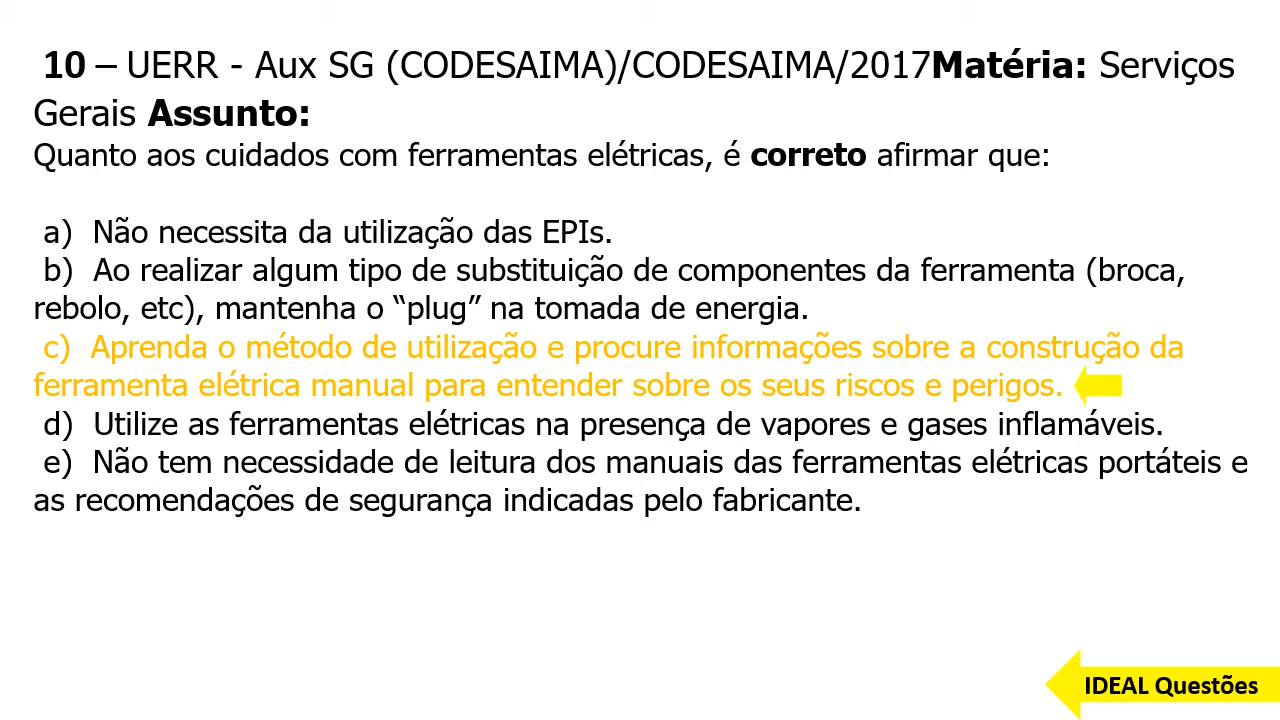 10 – UERR - Aux SG (CODESAIMA)/CODESAIMA/2017Matéria: Serviços
Gerais Assunto:
Quanto aos cuidados com ferramentas elétricas, é correto afirmar que:
a) Não necessita da utilização das EPIs.
b) Ao realizar algum tipo de substituição de componentes da ferramenta (broca,
rebolo, etc), mantenha o “plug” na tomada de energia.
c) Aprenda o método de utilização e procure informações sobre a construção da
ferramenta elétrica manual para entender sobre os seus riscos e perigos.
d) Utilize as ferramentas elétricas na presença de vapores e gases inflamáveis.
e) Não tem necessidade de leitura dos manuais das ferramentas elétricas portáteis e
as recomendações de segurança indicadas pelo fabricante.
IDEAL Questões